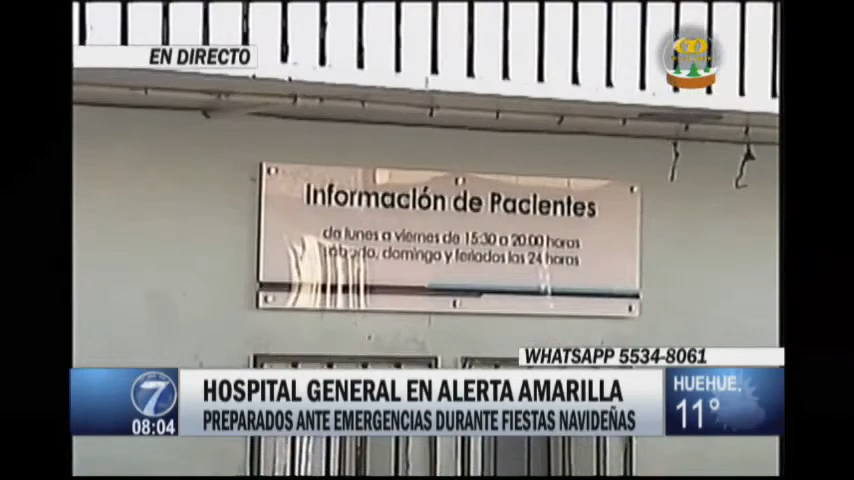 EN DIRECTO
Información de Pacientes
de lunes a viernes de 15:30 a 20:00 horas
sábado, domingo y feriados las 24 horas
WHATSAPP 5534-8061
7
08:04
HOSPITAL GENERAL EN ALERTA AMARILLA
PREPARADOS ANTE EMERGENCIAS DURANTE FIESTAS NAVIDEÑAS
HUEHUE.
11°